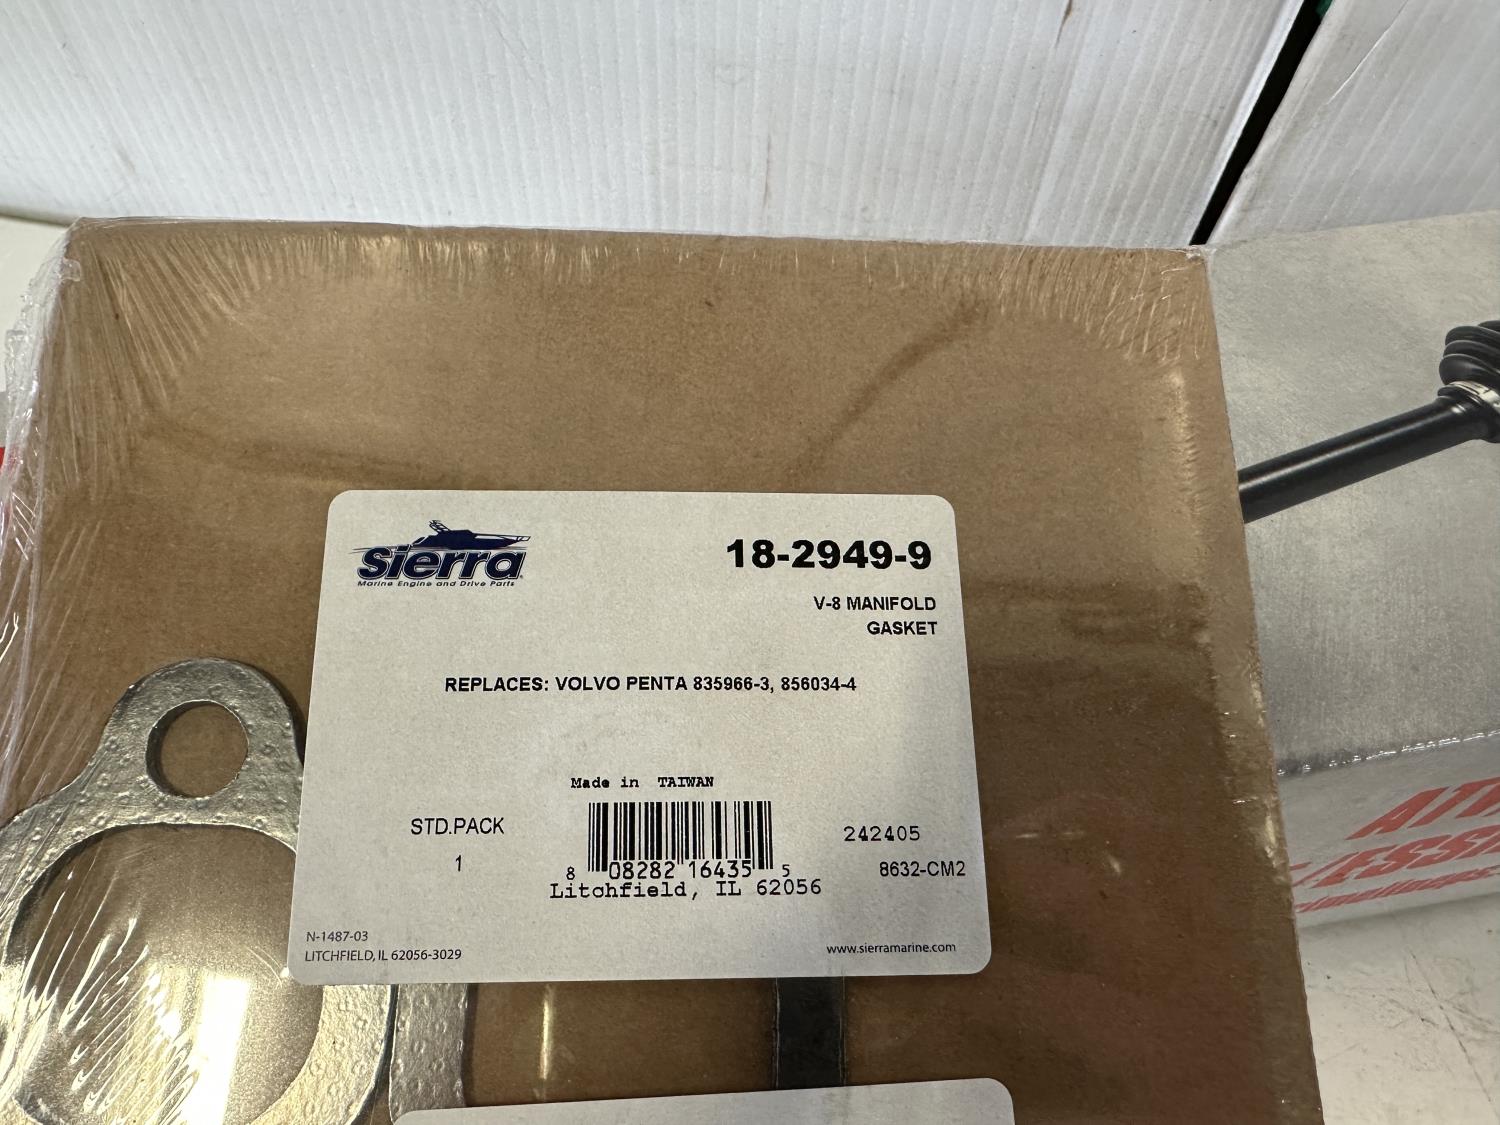 Sierra
Marine Engine and Drive Parts
18-2949-9
V-8 MANIFOLD
GASKET
REPLACES: VOLVO PENTA 835966-3, 856034-4
Made in TAIWAN
STD.PACK
1
8 08282 16435 5
Litchfield, IL 62056
242405
8632-CM2
N-1487-03
LITCHFIELD, IL 62056-3029
www.sierramarine.com